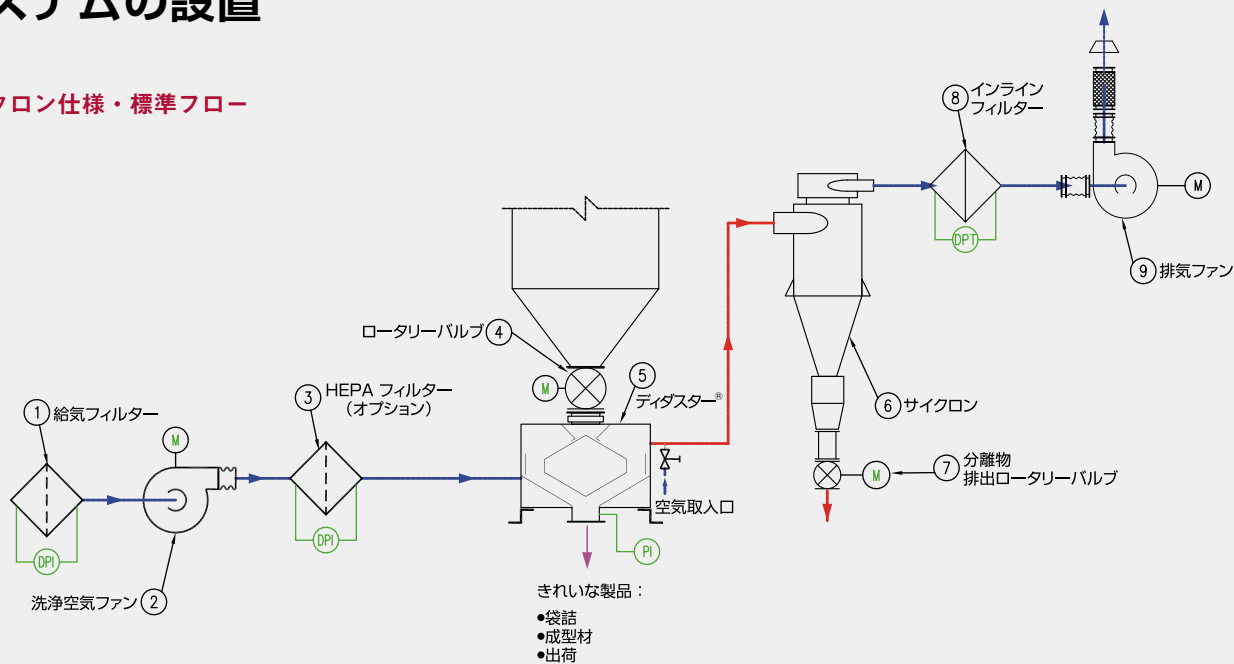 ステムの設置
クロン仕様・標準フロー
① 給気フィルター
DPI
洗浄空気ファン ②
M
③ HEPA フィルター
（オプション）
DPI
ロータリーバルブ ④
M
⑤
ディダスター®
空気取入口
PI
きれいな製品：
•袋詰
•成型材
•出荷
⑥ サイクロン
⑦ 分離物
排出ロータリーバルブ
M
⑧ インライン
フィルター
DPT
M
⑨ 排気ファン